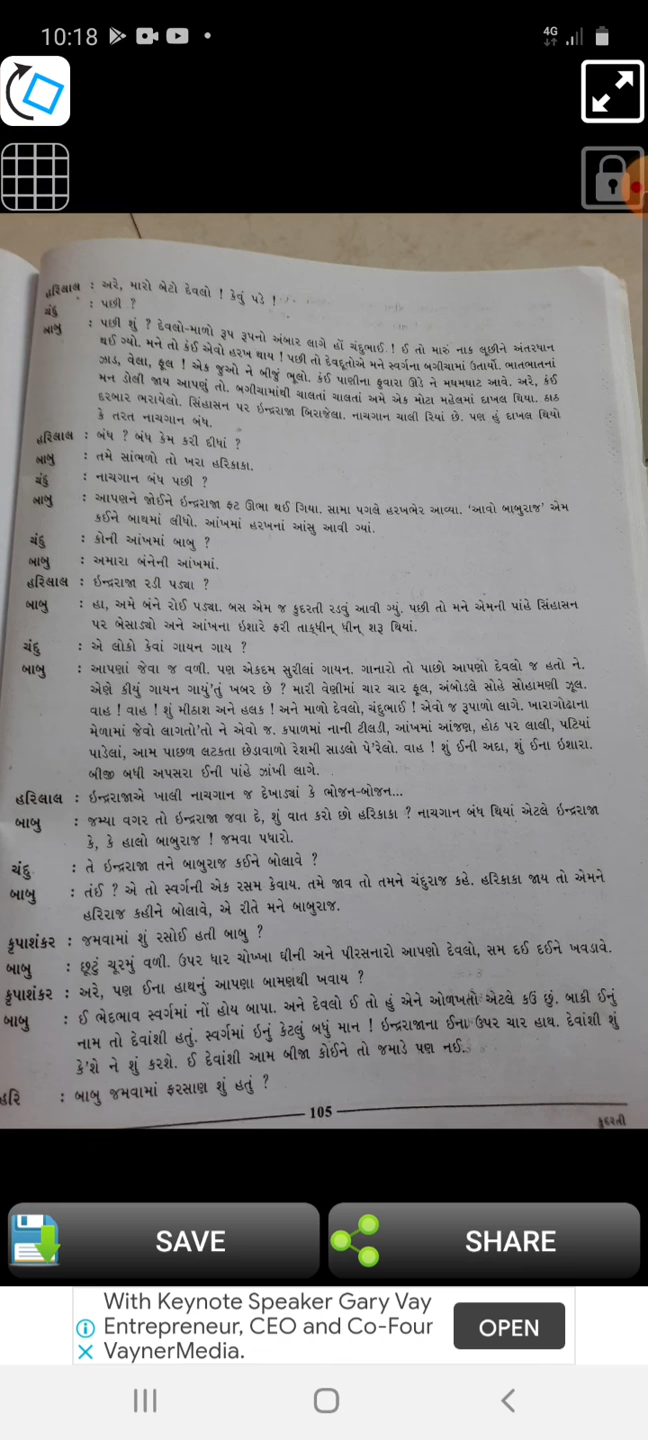 10:18
4G
હરિલાલ : અરે, મારો બેટો દેવલો ! કેવું પડે !
ચંદુ : પછી ?
બાબુ : પછી શું ? દેવલો-માળો રૂપ રૂપનો અંબાર લાગે હોં ચંદુભાઈ ! ઈ તો મારું નાક લૂછીને અંતરધાન
થઈ ગ્યો. મને તો કંઈ એવો હરખ થાય ! પછી તો દેવદૂતોએ મને સ્વર્ગના બગીચામાં ઉતાર્યો. ભાતભાતનાં
ઝાડ, વેલા, ફૂલ ! એક જુઓ ને બીજું ભૂલો. કંઈ પાણીના ફુવારા ઊડે ને મઘમઘાટ આવે. અરે, કંઈ
મન ડોલી જાય આપણું તો. બગીચામાંથી ચાલતાં ચાલતાં અમે એક મોટા મહેલમાં દાખલ થિયા. ઠાઠ
દરબાર ભરાયેલો. સિંહાસન પર ઇન્દ્રરાજા બિરાજેલા. નાચગાન ચાલી રિયાં છે. પણ હું દાખલ થિયો
કે તરત નાચગાન બંધ.
હરિલાલ : બંધ ? બંધ કેમ કરી દીધાં ?
બાબુ : તમે સાંભળો તો ખરા હરિકાકા.
ચંદુ : નાચગાન બંધ પછી ?
બાબુ : આપણને જોઈને ઇન્દ્રરાજા ફટ ઊભા થઈ ગિયા. સામા પગલે હરખભેર આવ્યા. ‘આવો બાબુરાજ’ એમ
કઈને બાથમાં લીધો. આંખમાં હરખનાં આંસુ આવી ગ્યાં.
ચંદુ : કોની આંખમાં બાબુ ?
બાબુ : અમારા બંનેની આંખમાં.
હરિલાલ : ઇન્દ્રરાજા રડી પડ્યા ?
બાબુ : હા, અમે બંને રોઈ પડ્યા. બસ એમ જ કુદરતી રડવું આવી ગ્યું. પછી તો મને એમની પાંહે સિંહાસન
પર બેસાડ્યો અને આંખના ઇશારે ફરી તાક્ધીન્ ધીન્ શરૂ થિયાં.
ચંદુ : એ લોકો કેવાં ગાયન ગાય ?
બાબુ : આપણાં જેવા જ વળી. પણ એકદમ સુરીલાં ગાયન. ગાનારો તો પાછો આપણો દેવલો જ હતો ને.
એણે કીયું ગાયન ગાયું'તું ખબર છે ? મારી વેણીમાં ચાર ચાર ફૂલ, અંબોડલે સોહે સોહામણી ઝૂલ.
વાહ ! વાહ ! શું મીઠાશ અને હલક ! અને માળો દેવલો, ચંદુભાઈ ! એવો જ રૂપાળો લાગે. ખારાગોઢાના
મેળામાં જેવો લાગતો'તો ને એવો જ. કપાળમાં નાની ટીલડી, આંખમાં આંજણ, હોઠ પર લાલી, પટિયાં
પાડેલાં, આમ પાછળ લટકતા છેડાવાળો રેશમી સાડલો પે'રેલો. વાહ ! શું ઈની અદા, શું ઈના ઇશારા.
બીજી બધી અપસરા ઈની પાંહે ઝાંખી લાગે.
હરિલાલ : ઇન્દ્રરાજાએ ખાલી નાચગાન જ દેખાડ્યાં કે ભોજન-બોજન...
બાબુ : જમ્યા વગર તો ઇન્દ્રરાજા જવા દે, શું વાત કરો છો હરિકાકા ? નાચગાન બંધ થિયાં એટલે ઇન્દ્રરાજા
કે, કે હાલો બાબુરાજ ! જમવા પધારો.
ચંદુ : તે ઇન્દ્રરાજા તને બાબુરાજ કઈને બોલાવે ?
બાબુ : તંઈ ? એ તો સ્વર્ગની એક રસમ કેવાય. તમે જાવ તો તમને ચંદુરાજ કહે. હરિકાકા જાય તો એમને
હરિરાજ કહીને બોલાવે, એ રીતે મને બાબુરાજ.
કૃપાશંકર : જમવામાં શું રસોઈ હતી બાબુ ?
બાબુ : છૂટું ચૂરમું વળી. ઉપર ધાર ચોખ્ખા ઘીની અને પીરસનારો આપણો દેવલો, સમ દઈ દઈને ખવડાવે.
કૃપાશંકર : અરે, પણ ઈના હાથનું આપણા બામણથી ખવાય ?
બાબુ : ઈ ભેદભાવ સ્વર્ગમાં નોં હોય બાપા. અને દેવલો ઈ તો હું એને ઓળખતો એટલે કઉં છું. બાકી ઈનું
નામ તો દેવાંશી હતું. સ્વર્ગમાં ઇનું કેટલું બધું માન ! ઇન્દ્રરાજાના ઈના ઉપર ચાર હાથ. દેવાંશી શું
કે'શે ને શું કરશે. ઈ દેવાંશી આમ બીજા કોઈને તો જમાડે પણ નઈ.
હરિ : બાબુ જમવામાં ફરસાણ શું હતું ?
105
કુદરતી
SAVE
SHARE
With Keynote Speaker Gary Vay
Entrepreneur, CEO and Co-Four
VaynerMedia.
OPEN